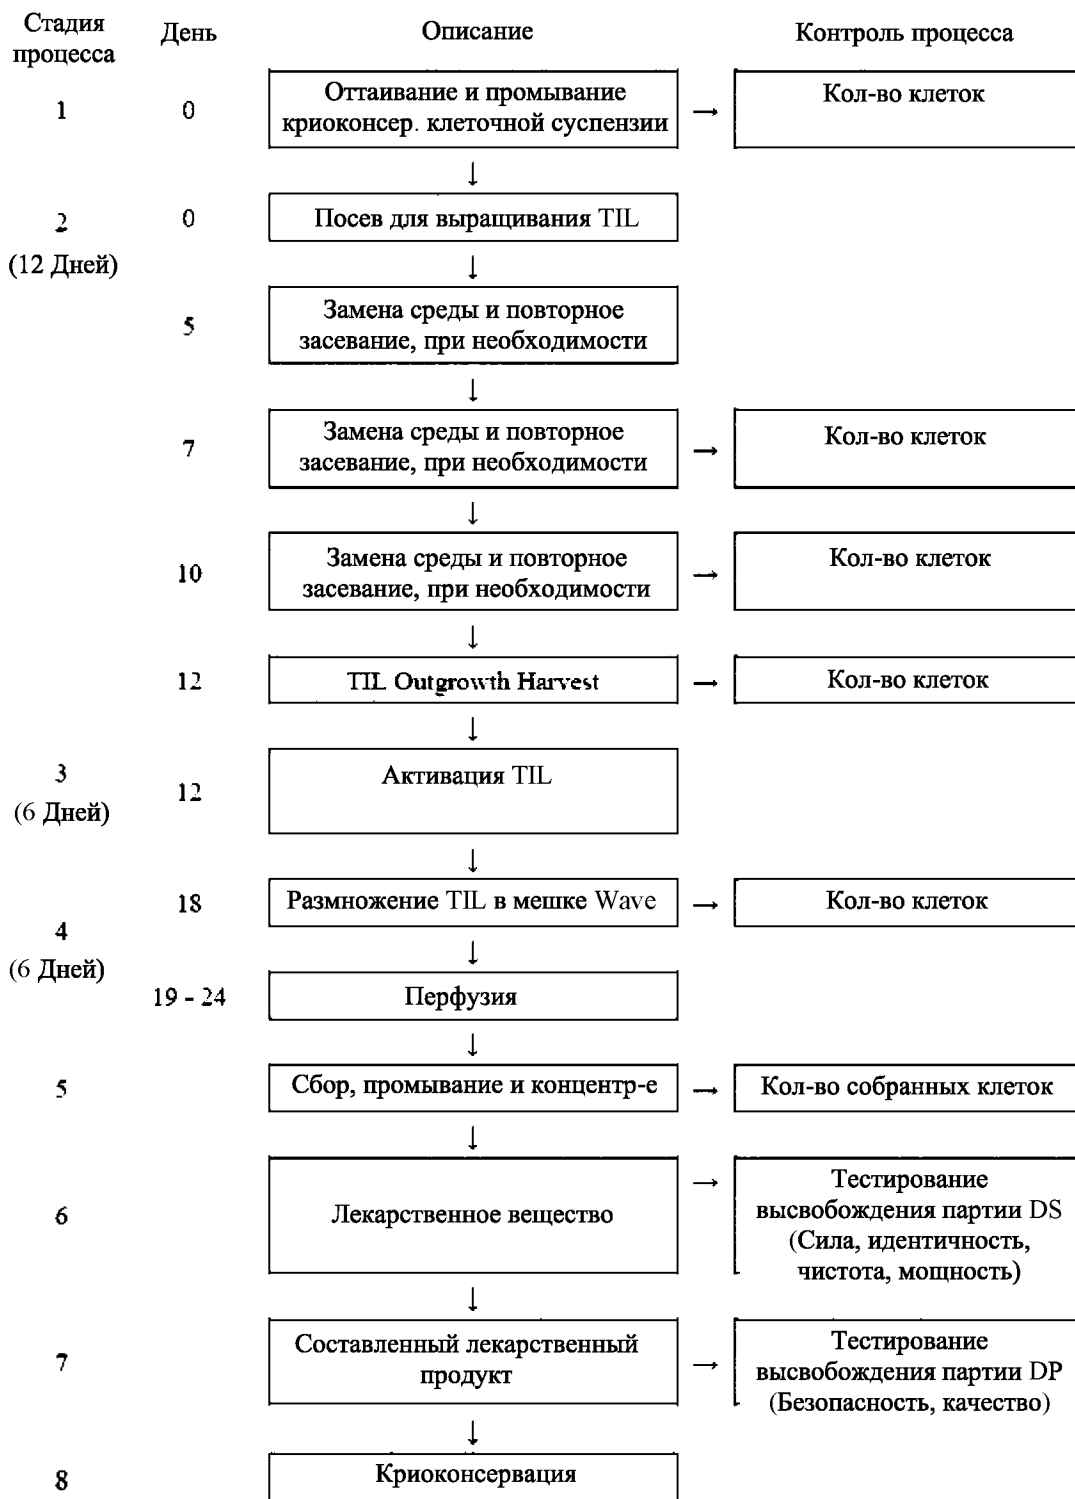 Стадия процесса
День
Описание
Контроль процесса
1
0
Оттаивание и промывание
криоконсер. клеточной суспензии
→
Кол-во клеток
↓
2
(12 Дней)
0
Посев для выращивания TIL
↓
5
Замена среды и повторное
засевание, при необходимости
↓
7
Замена среды и повторное
засевание, при необходимости
→
Кол-во клеток
↓
10
Замена среды и повторное
засевание, при необходимости
→
Кол-во клеток
↓
12
TIL Outgrowth Harvest
→
Кол-во клеток
↓
3
(6 Дней)
12
Активация TIL
↓
4
(6 Дней)
18
Размножение TIL в мешке Wave
→
Кол-во клеток
↓
19 - 24
Перфузия
↓
5
Сбор, промывание и концентр-е
→
Кол-во собранных клеток
↓
6
Лекарственное вещество
→
Тестирование
высвобождения партии DS
(Сила, идентичность,
чистота, мощность)
↓
7
Составленный лекарственный
продукт
→
Тестирование
высвобождения партии DP
(Безопасность, качество)
↓
8
Криоконсервация